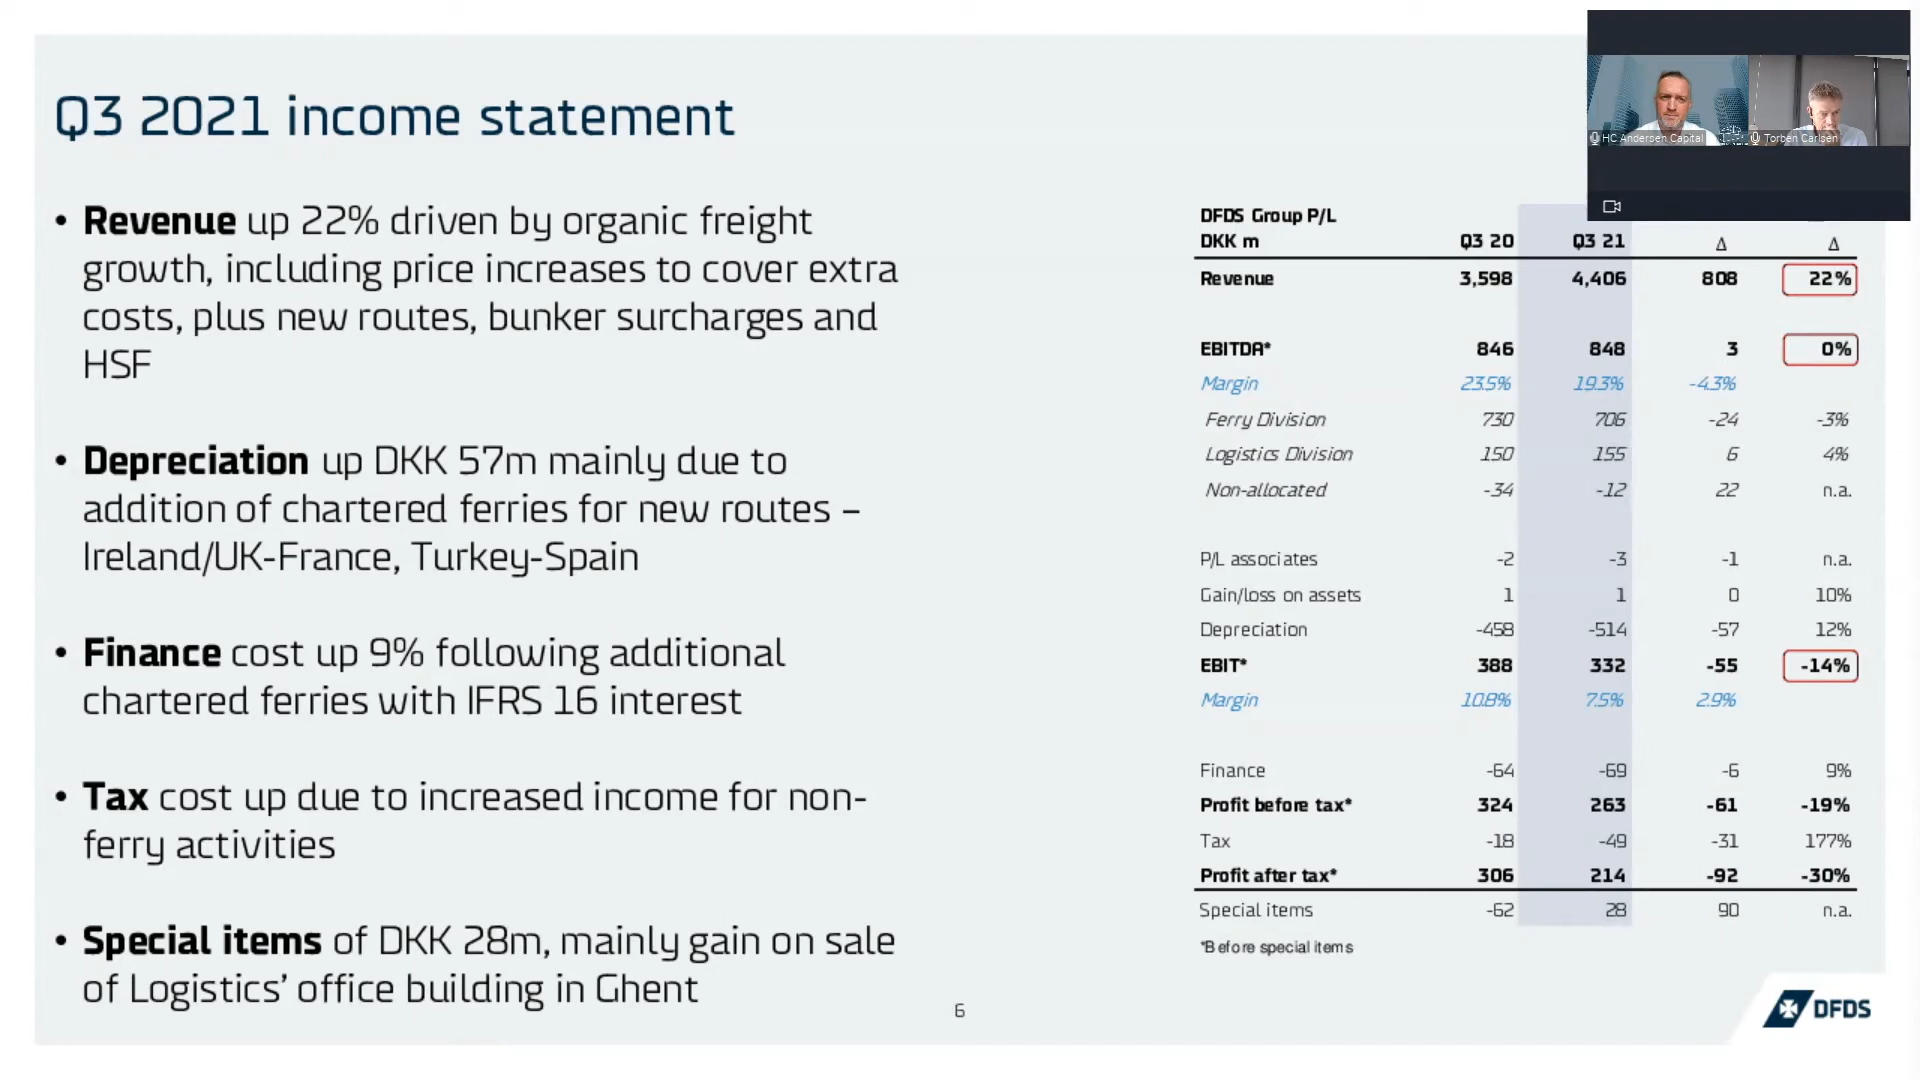 Q3 2021 income statement
• Revenue up 22% driven by organic freight
growth, including price increases to cover extra
costs, plus new routes, bunker surcharges and
HSF
• Depreciation up DKK 57m mainly due to
addition of chartered ferries for new routes –
Ireland/UK-France, Turkey-Spain
• Finance cost up 9% following additional
chartered ferries with IFRS 16 interest
• Tax cost up due to increased income for non-
ferry activities
• Special items of DKK 28m, mainly gain on sale
of Logistics' office building in Ghent
HC Andersen Capital
Torben Carlsen
DFDS Group P/L
DKK m Q3 20 Q3 21 Δ Δ
Revenue 3,598 4,406 808 22%
EBITDA* 846 848 3 0%
Margin 23.5% 19.3% -4.3%
Ferry Division 730 706 -24 -3%
Logistics Division 150 155 6 4%
Non-allocated -34 -12 22 n.a.
P/L associates -2 -3 -1 n.a.
Gain/loss on assets 1 1 0 10%
Depreciation -458 -514 -57 12%
EBIT* 388 332 -55 -14%
Margin 10.8% 7.5% 2.9%
Finance -64 -69 -6 9%
Profit before tax* 324 263 -61 -19%
Tax -18 -49 -31 177%
Profit after tax* 306 214 -92 -30%
Special items -62 28 90 n.a.
*Before special items
6
DFDS